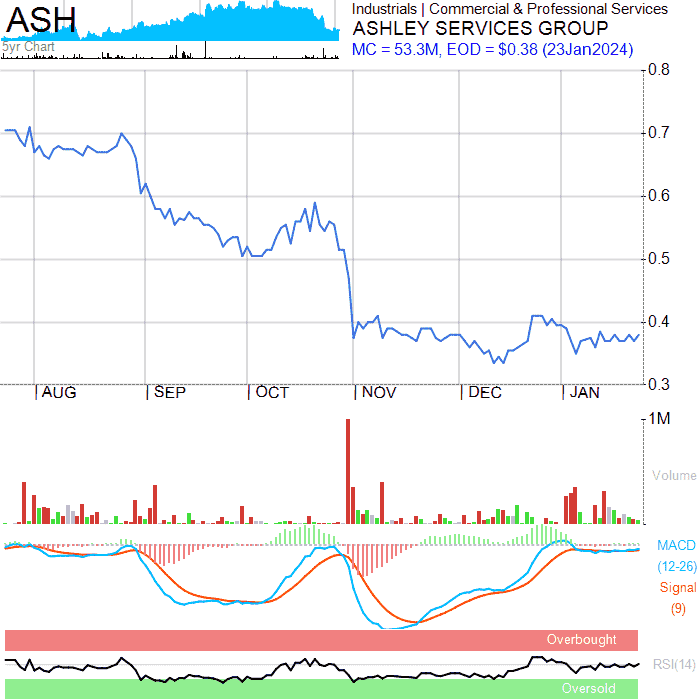 ASH
5yr Chart
Industrials | Commercial & Professional Services
ASHLEY SERVICES GROUP
MC = 53.3M, EOD = $0.38 (23Jan2024)
0.8
0.7
0.6
0.5
0.4
0.3
| AUG | SEP | OCT | NOV | DEC | JAN
1M
Volume
MACD
(12-26)
Signal
(9)
Overbought
RSI(14)
Oversold